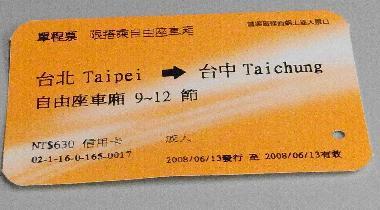 單程票 限搭乘自由座車廂
台北 Taipei ➡ 台中 Taichung
自由座車廂 9~12 節
NT$630 信用卡 成人
02-1-16-0-165-0017 2008/06/13發行 至 2008/06/13有效